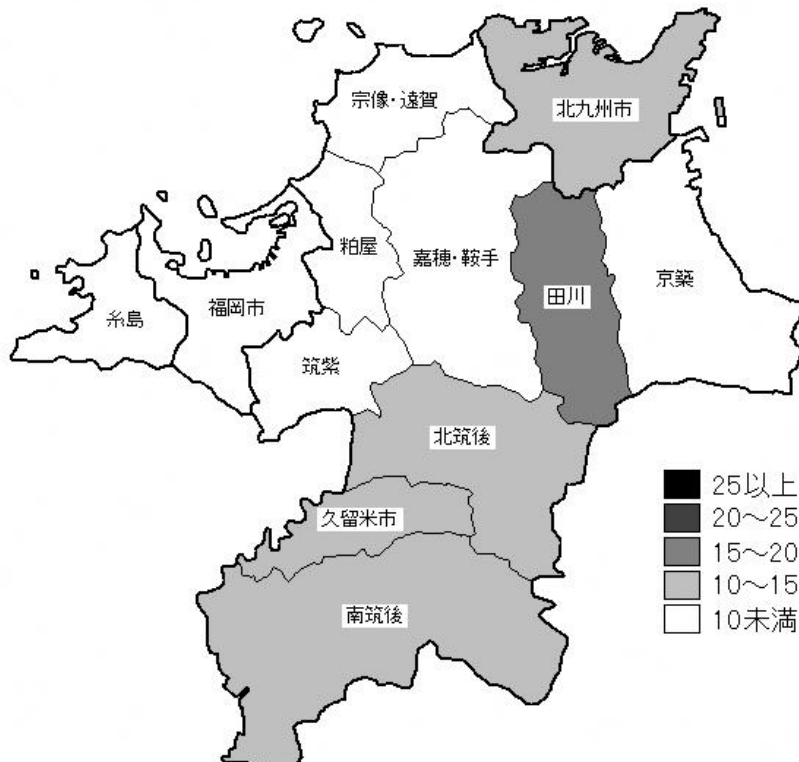 宗像・遠賀
北九州市
粕屋
嘉穂・鞍手
京築
田川
福岡市
糸島
筑紫
北筑後
久留米市
南筑後
25以上
20～25
15～20
10～15
10未満